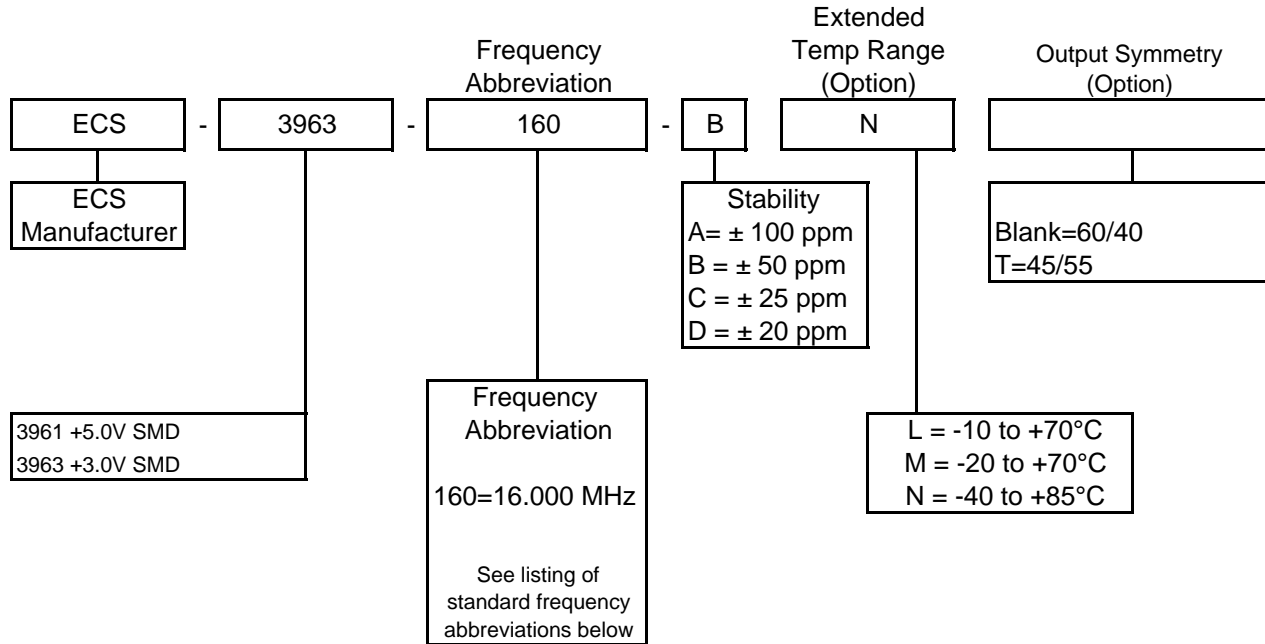 Frequency
Abbreviation
Extended
Temp Range
(Option)
Output Symmetry
(Option)
ECS - 3963 - 160 - B N
ECS
Manufacturer
Stability
A= ± 100 ppm
B = ± 50 ppm
C = ± 25 ppm
D = ± 20 ppm
Blank=60/40
T=45/55
3961 +5.0V SMD
3963 +3.0V SMD
Frequency
Abbreviation
160=16.000 MHz
See listing of
standard frequency
abbreviations below
L = -10 to +70°C
M = -20 to +70°C
N = -40 to +85°C